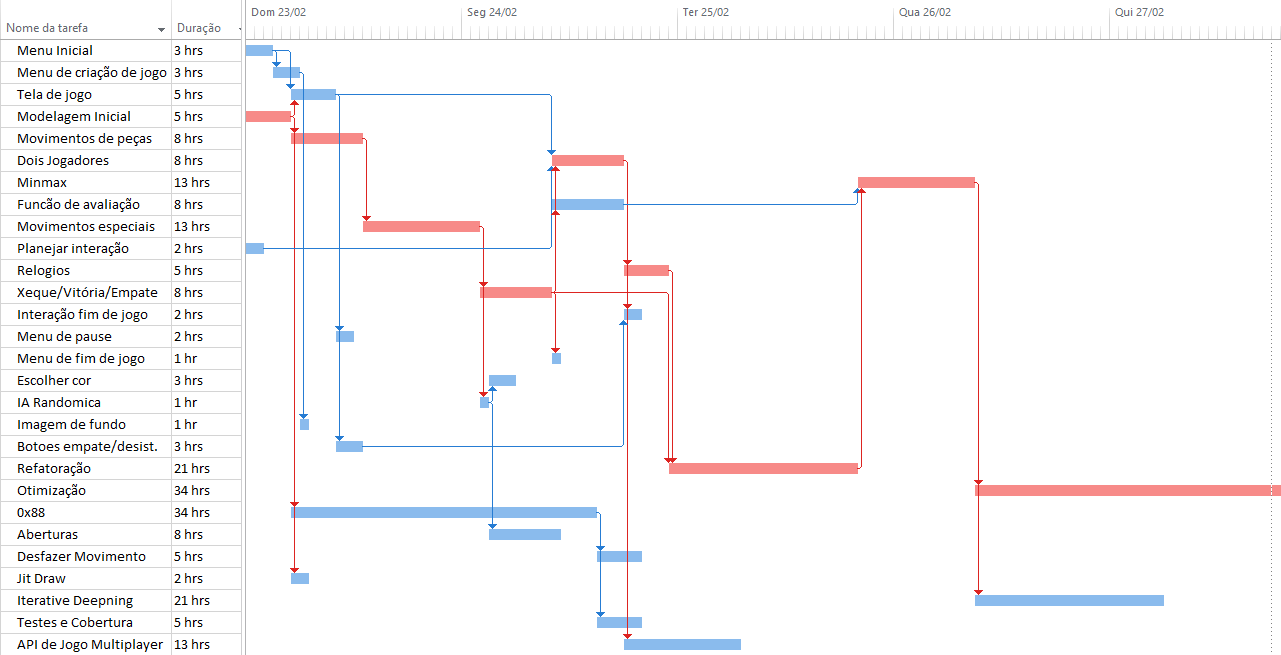 Dom 23/02 Seg 24/02 Ter 25/02 Qua 26/02 Qui 27/02
Nome da tarefa Duração
Menu Inicial 3 hrs
Menu de criação de jogo 3 hrs
Tela de jogo 5 hrs
Modelagem Inicial 5 hrs
Movimentos de peças 8 hrs
Dois Jogadores 8 hrs
Minmax 13 hrs
Funcão de avaliação 8 hrs
Movimentos especiais 13 hrs
Planejar interação 2 hrs
Relogios 5 hrs
Xeque/Vitória/Empate 8 hrs
Interação fim de jogo 2 hrs
Menu de pause 2 hrs
Menu de fim de jogo 1 hr
Escolher cor 3 hrs
IA Randomica 1 hr
Imagem de fundo 1 hr
Botoes empate/desist. 3 hrs
Refatoração 21 hrs
Otimização 34 hrs
0x88 34 hrs
Aberturas 8 hrs
Desfazer Movimento 5 hrs
Jit Draw 2 hrs
Iterative Deepning 21 hrs
Testes e Cobertura 5 hrs
API de Jogo Multiplayer 13 hrs